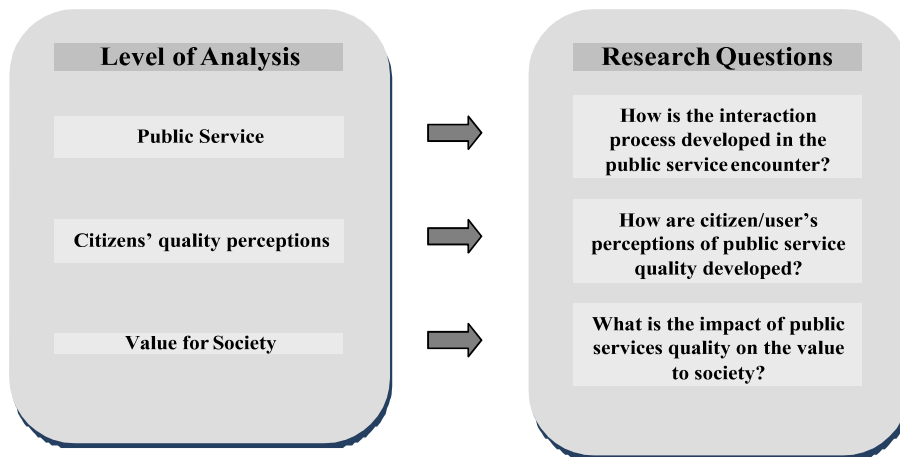 Level of Analysis
Public Service
Citizens’ quality perceptions
Value for Society
Research Questions
How is the interaction
process developed in the
public service encounter?
How are citizen/user’s
perceptions of public service
quality developed?
What is the impact of public
services quality on the value
to society?